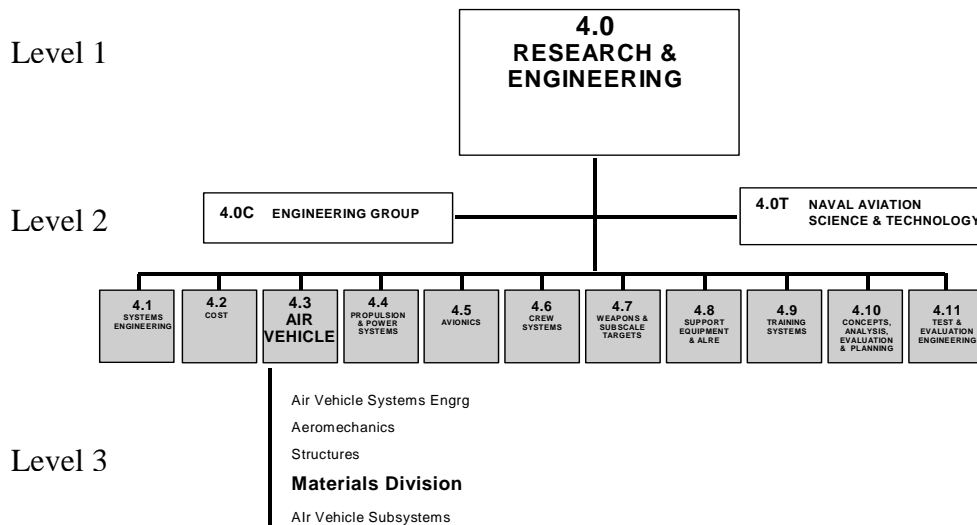 Level 1
4.0
RESEARCH &
ENGINEERING
Level 2
4.0C ENGINEERING GROUP
4.0T NAVAL AVIATION
SCIENCE & TECHNOLOGY
4.1
SYSTEMS
ENGINEERING
4.2
COST
4.3
AIR
VEHICLE
4.4
PROPULSION
& POWER
SYSTEMS
4.5
AVIONICS
4.6
CREW
SYSTEMS
4.7
WEAPONS &
SUBSCALE
TARGETS
4.8
SUPPORT
EQUIPMENT
& ALRE
4.9
TRAINING
SYSTEMS
4.10
CONCEPTS,
ANALYSIS,
EVALUATION
& PLANNING
4.11
TEST &
EVALUATION
ENGINEERING
Level 3
Air Vehicle Systems Engrg
Aeromechanics
Structures
Materials Division
AIr Vehicle Subsystems